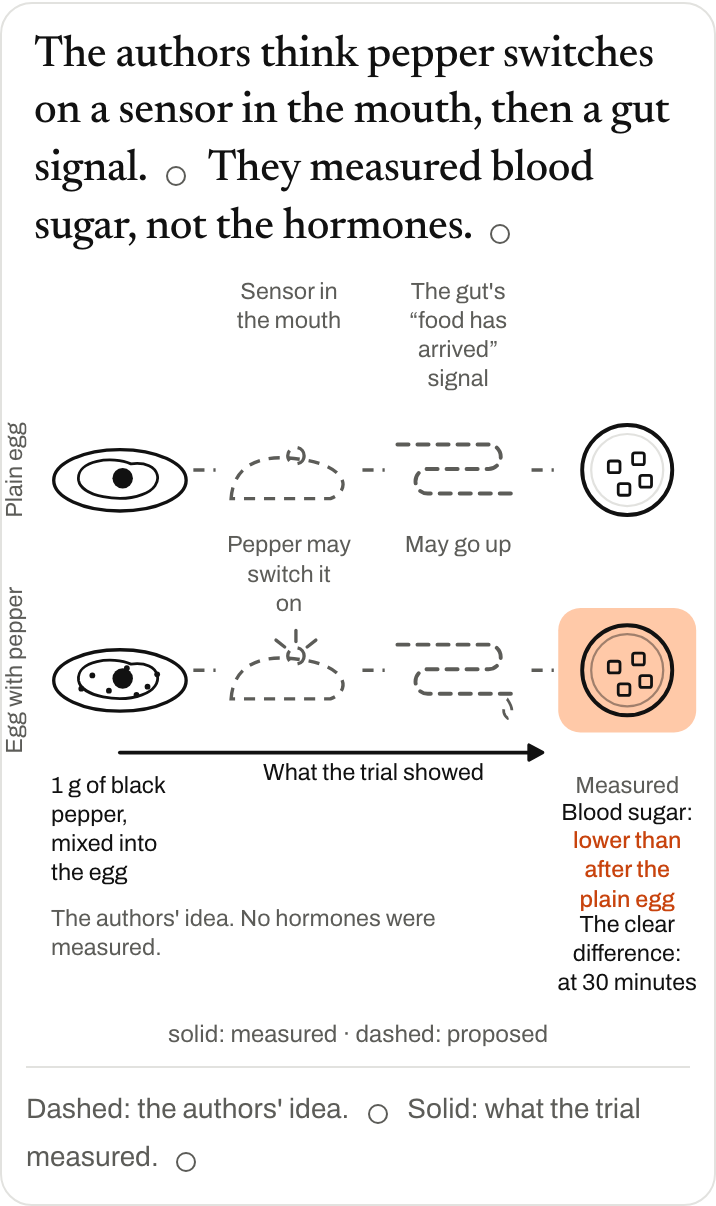 The authors think pepper switches
on a sensor in the mouth, then a gut
signal. They measured blood
sugar, not the hormones.
Sensor in
the mouth
The gut's
“food has
arrived”
signal
Plain egg
Pepper may
switch it
on
May go up
Egg with pepper
What the trial showed
1 g of black
pepper,
mixed into
the egg
The authors' idea. No hormones were
measured.
Measured
Blood sugar:
lower than
after the
plain egg
The clear
difference:
at 30 minutes
solid: measured · dashed: proposed
Dashed: the authors' idea. Solid: what the trial
measured.